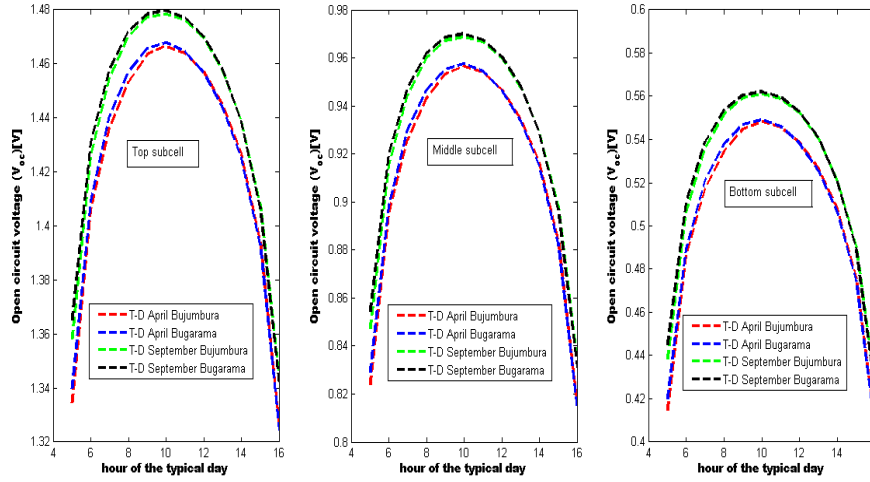 Open circuit voltage (Voc)[V]
1.48
1.46
1.44
1.42
1.4
1.38
1.36
1.34
1.32
Top subcell
T-D April Bujumbura
T-D April Bugarama
T-D September Bujumbura
T-D September Bugarama
4 6 8 10 12 14 16
hour of the typical day
Open circuit voltage (Voc)[V]
1
0.98
0.96
0.94
0.92
0.9
0.88
0.86
0.84
0.82
0.8
Middle subcell
T-D April Bujumbura
T-D April Bugarama
T-D September Bujumbura
T-D September Bugarama
4 6 8 10 12 14 16
hour of the typical day
Open circuit voltage (Voc)[V]
0.6
0.58
0.56
0.54
0.52
0.5
0.48
0.46
0.44
0.42
0.4
Bottom subcell
T-D April Bujumbura
T-D April Bugarama
T-D September Bujumbura
T-D September Bugarama
4 6 8 10 12 14
hour of the typical day